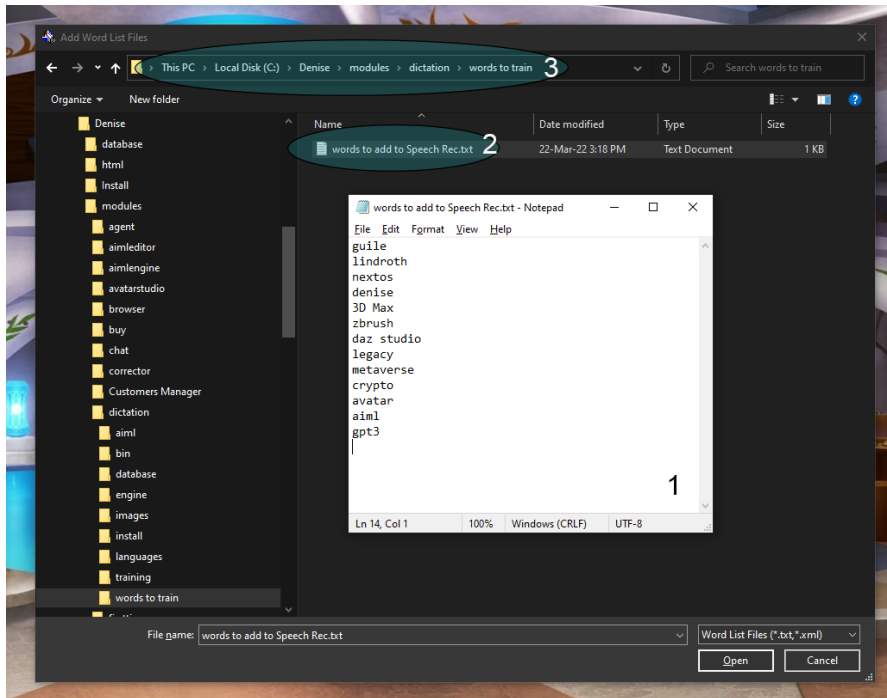 Add Word List Files
This PC > Local Disk (C:) > Denise > modules > dictation > words to train 3
Search words to train
Organize
New folder
Denise
database
html
Install
modules
agent
aimleditor
aimlengine
avatarstudio
browser
buy
chat
corrector
Customers Manager
dictation
aiml
bin
database
engine
images
install
languages
training
words to train
Name Date modified Type Size
words to add to Speech Rec.txt 2 22-Mar-22 3:18 PM Text Document 1 KB
words to add to Speech Rec.txt - Notepad
File Edit Format View Help
guile
lindroth
nextos
denise
3D Max
zbrush
daz studio
legacy
metaverse
crypto
avatar
aiml
gpt3
1
Ln 14, Col 1 100% Windows (CRLF) UTF-8
File name: words to add to Speech Rec.txt
Word List Files (*.txt,*.xml)
Open Cancel